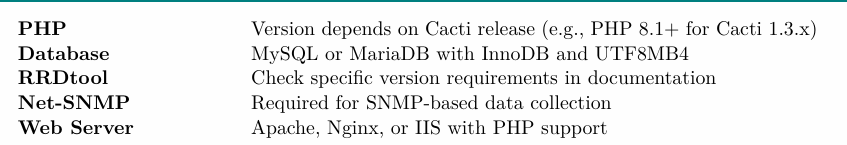 PHP Version depends on Cacti release (e.g., PHP 8.1+ for Cacti 1.3.x)
Database MySQL or MariaDB with InnoDB and UTF8MB4
RRDtool Check specific version requirements in documentation
Net-SNMP Required for SNMP-based data collection
Web Server Apache, Nginx, or IIS with PHP support